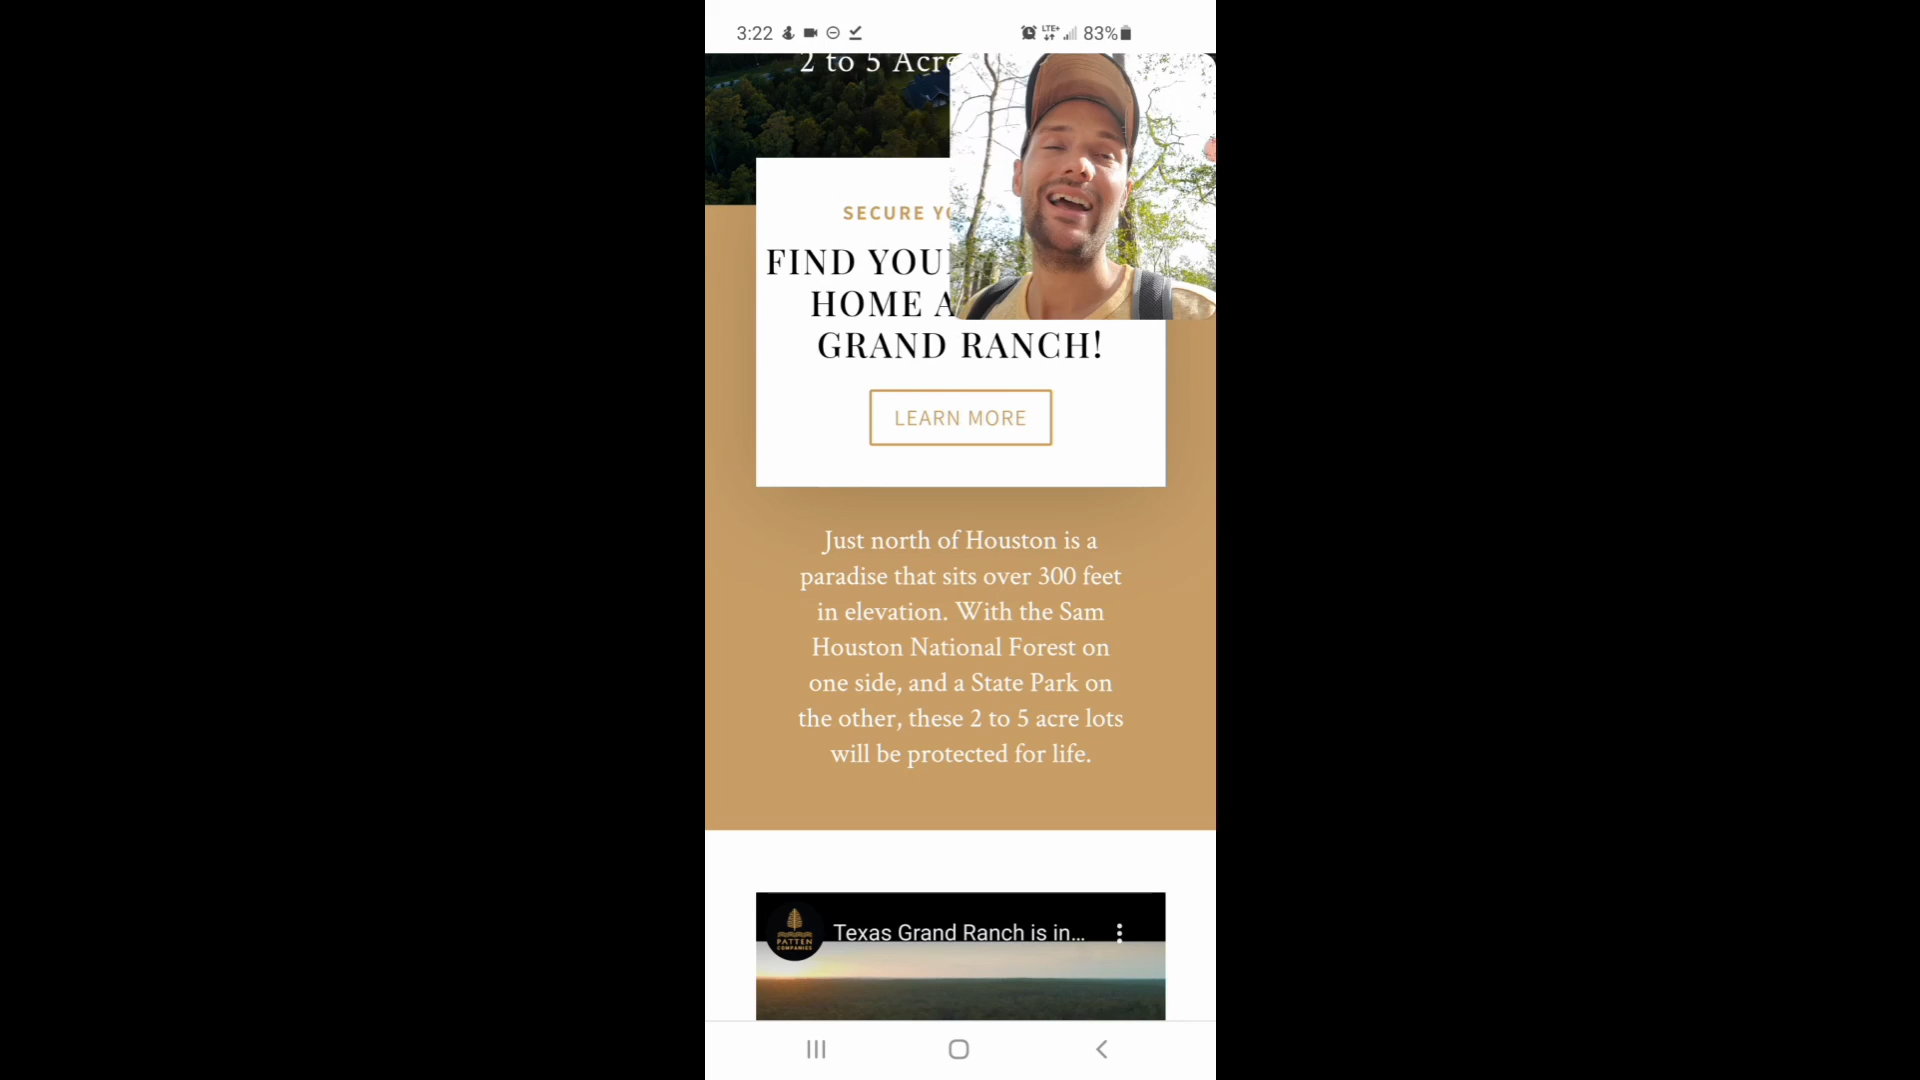 3:22
LTE+
83%
2 to 5 Acre
SECURE
FIND YOU
HOME A
GRAND RANCH!
LEARN MORE
Just north of Houston is a
paradise that sits over 300 feet
in elevation. With the Sam
Houston National Forest on
one side, and a State Park on
the other, these 2 to 5 acre lots
will be protected for life.
PATTEN
COMPANIES
Texas Grand Ranch is in...